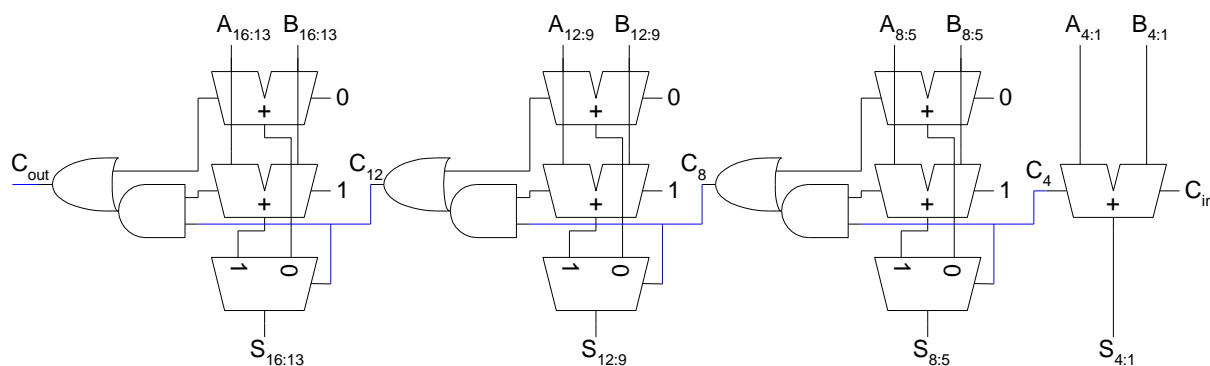 A16:13 B16:13 A12:9 B12:9 A8:5 B8:5 A4:1 B4:1
0 0 0
+ + +
Cout C12 C8 C4
1 1 1 Cin
+ + + +
1 0 1 0 1 0
S16:13 S12:9 S8:5 S4:1